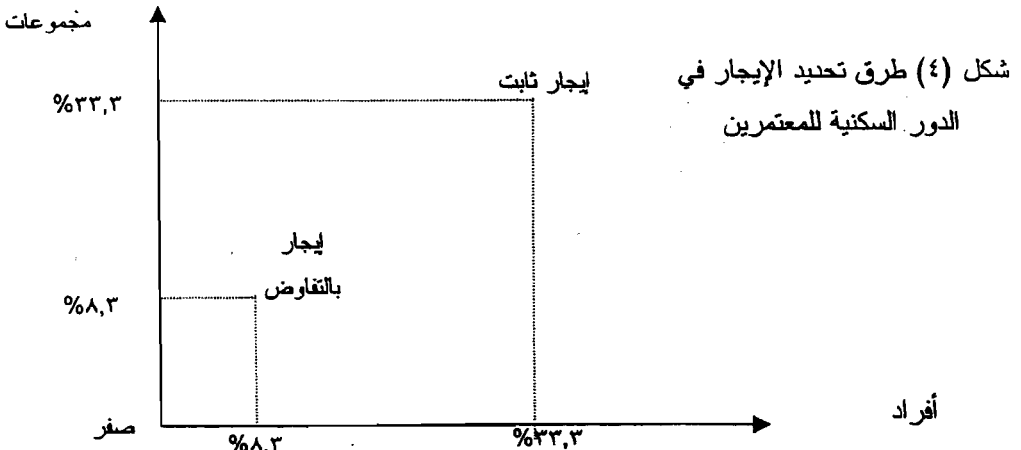 شكل (٤) طرق تحديد الإيجار في
الدور السكنية للمعتمرين
مجموعات
%٣٣,٣
إيجار ثابت
إيجار
بالتفاوض
%٨,٣
صفر
%٨,٣
%٣٣,٣
أفراد